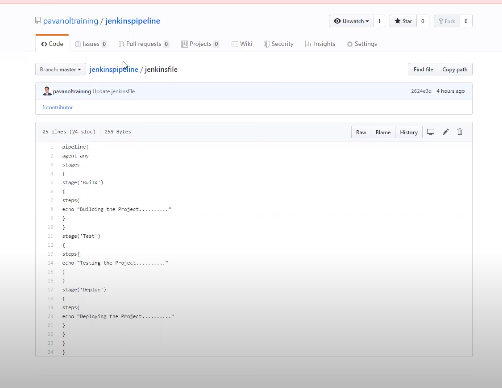 pavanoltraining / jenkinspipeline
Unwatch 1 Star 0 Fork 0
Code Issues 0 Pull requests 0 Projects 0 Wiki Security Insights Settings
Branch: master jenkinspipeline / jenkinsfile Find file Copy path
pavanoltraining Update jenkinsfile 4 hours ago
1 contributor
25 lines (24 sloc) 255 Bytes Raw Blame History
1 pipeline{
2 agent any
3 stages
4 {
5 stage('Build')
6 {
7 steps{
8 echo "Building the Project.........."
9 }
10 }
11 stage('Test')
12 {
13 steps{
14 echo "Testing the Project.........."
15 }
16 }
17 stage('Deploy')
18 {
19 steps{
20 echo "Deploying the Project.........."
21 }
22 }
23 }
24 }